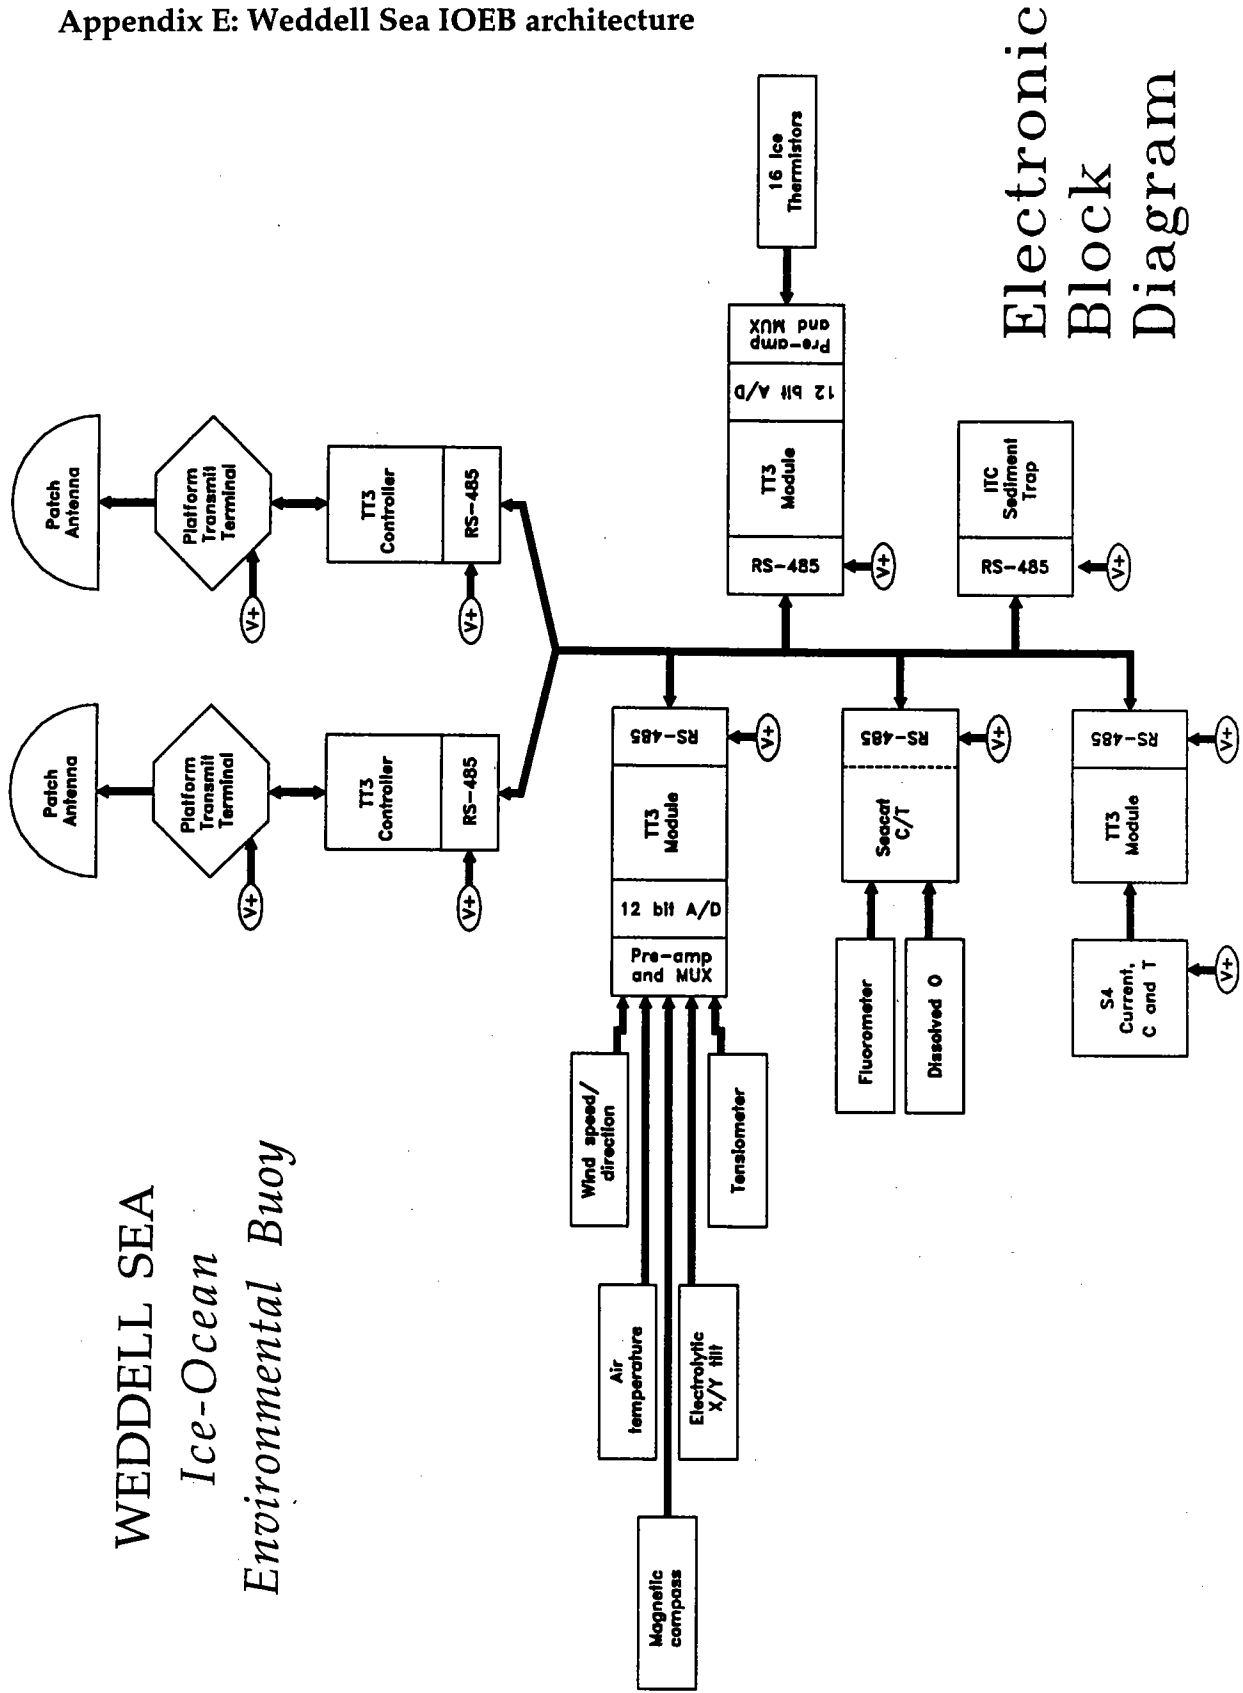 Appendix E: Weddell Sea IOEB architecture
WEDDELL SEA
Ice-Ocean
Environmental Buoy
Electronic
Block
Diagram
Patch
Antenna
Platform
Transmit
Terminal
V+
TT3
Controller
RS-485
V+
Patch
Antenna
Platform
Transmit
Terminal
V+
TT3
Controller
RS-485
V+
16 Ice
Thermistors
Pre-amp
and MUX
12 bit A/D
TT3
Module
RS-485
V+
ITC
Sediment
Trap
RS-485
V+
RS-485
V+
TT3
Module
12 bit A/D
Pre-amp
and MUX
Wind speed/
direction
Air
temperature
Magnetic
compass
Electrolytic
X/Y tilt
Tensiometer
RS-485
V+
Seacat
C/T
Fluorometer
Dissolved O
RS-485
V+
TT3
Module
S4
Current,
C and T
V+